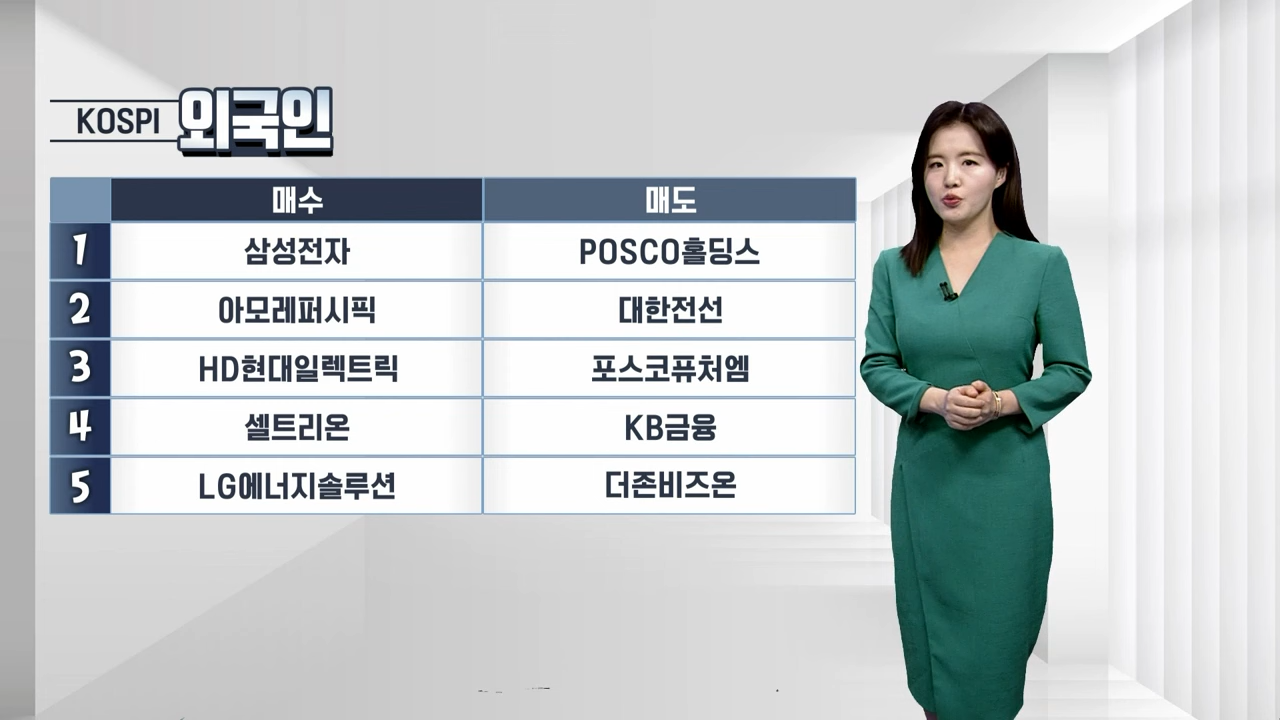 KOSPI 외국인
매수 매도
1 삼성전자 POSCO홀딩스
2 아모레퍼시픽 대한전선
3 HD현대일렉트릭 포스코퓨처엠
4 셀트리온 KB금융
5 LG에너지솔루션 더존비즈온